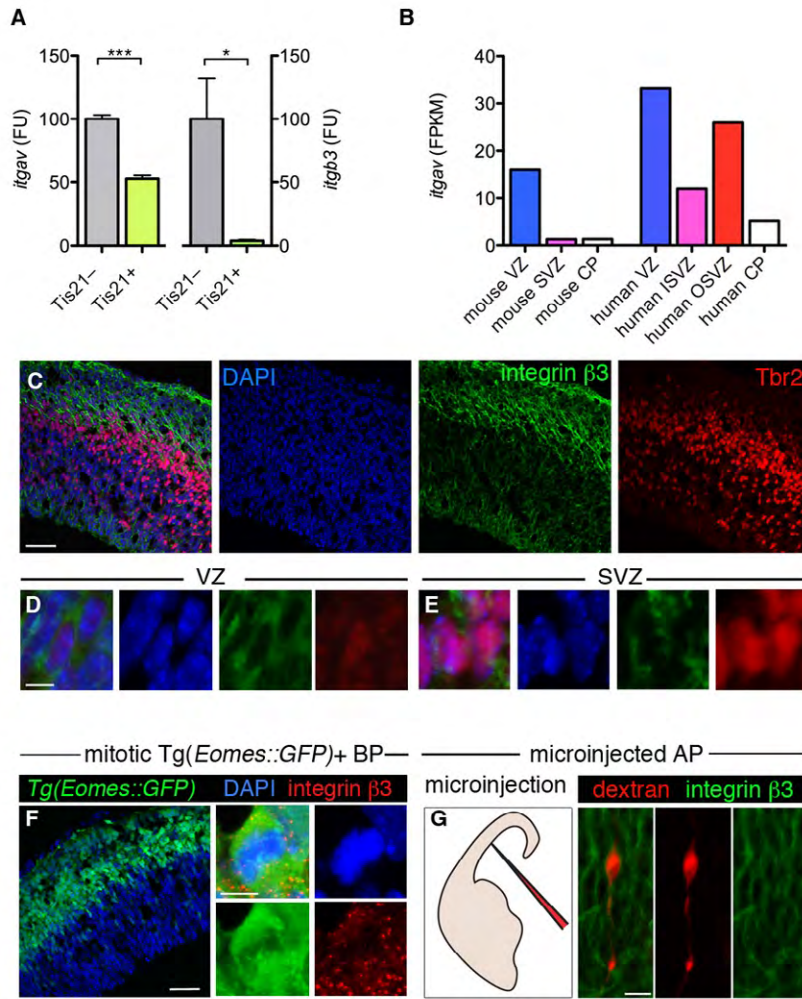 A
***
*
150
100
50
0
itgav (FU)
150
100
50
0
itgb3 (FU)
Tis21–
Tis21+
Tis21–
Tis21+
B
40
30
20
10
0
itgav (FPKM)
mouse VZ
mouse SVZ
mouse CP
human VZ
human ISVZ
human OSVZ
human CP
C
DAPI
integrin β3
Tbr2
VZ
SVZ
D
E
mitotic Tg(Eomes::GFP)+ BP
microinjected AP
Tg(Eomes::GFP)
DAPI
integrin β3
microinjection
dextran
integrin β3
F
G